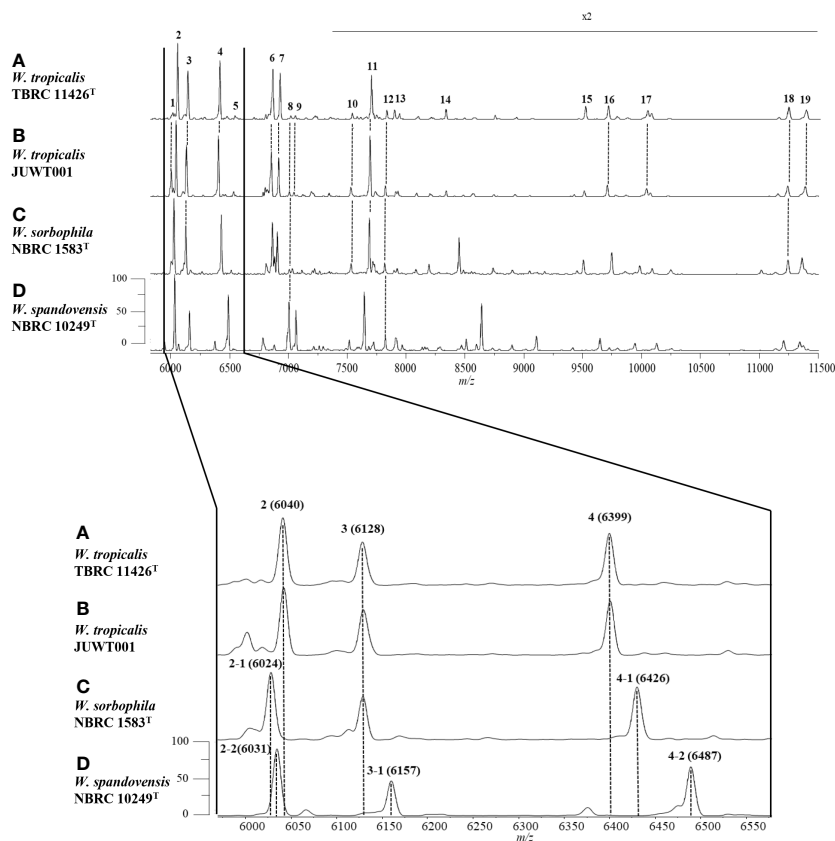 x2
1 2 3 4 5 6 7 8 9 10 11 12 13 14 15 16 17 18 19
A
W. tropicalis
TBRC 11426T
B
W. tropicalis
JUWT001
C
W. sorbophila
NBRC 1583T
D
W. spandovensis
NBRC 10249T
100
50
0
6000 6500 7000 7500 8000 8500 9000 9500 10000 10500 11000 11500
m/z
2 (6040) 3 (6128) 4 (6399)
A
W. tropicalis
TBRC 11426T
B
W. tropicalis
JUWT001
2-1 (6024) 4-1 (6426)
C
W. sorbophila
NBRC 1583T
2-2(6031) 3-1 (6157) 4-2 (6487)
D
W. spandovensis
NBRC 10249T
100
50
0
6000 6050 6100 6150 6200 6250 6300 6350 6400 6450 6500 6550
m/z